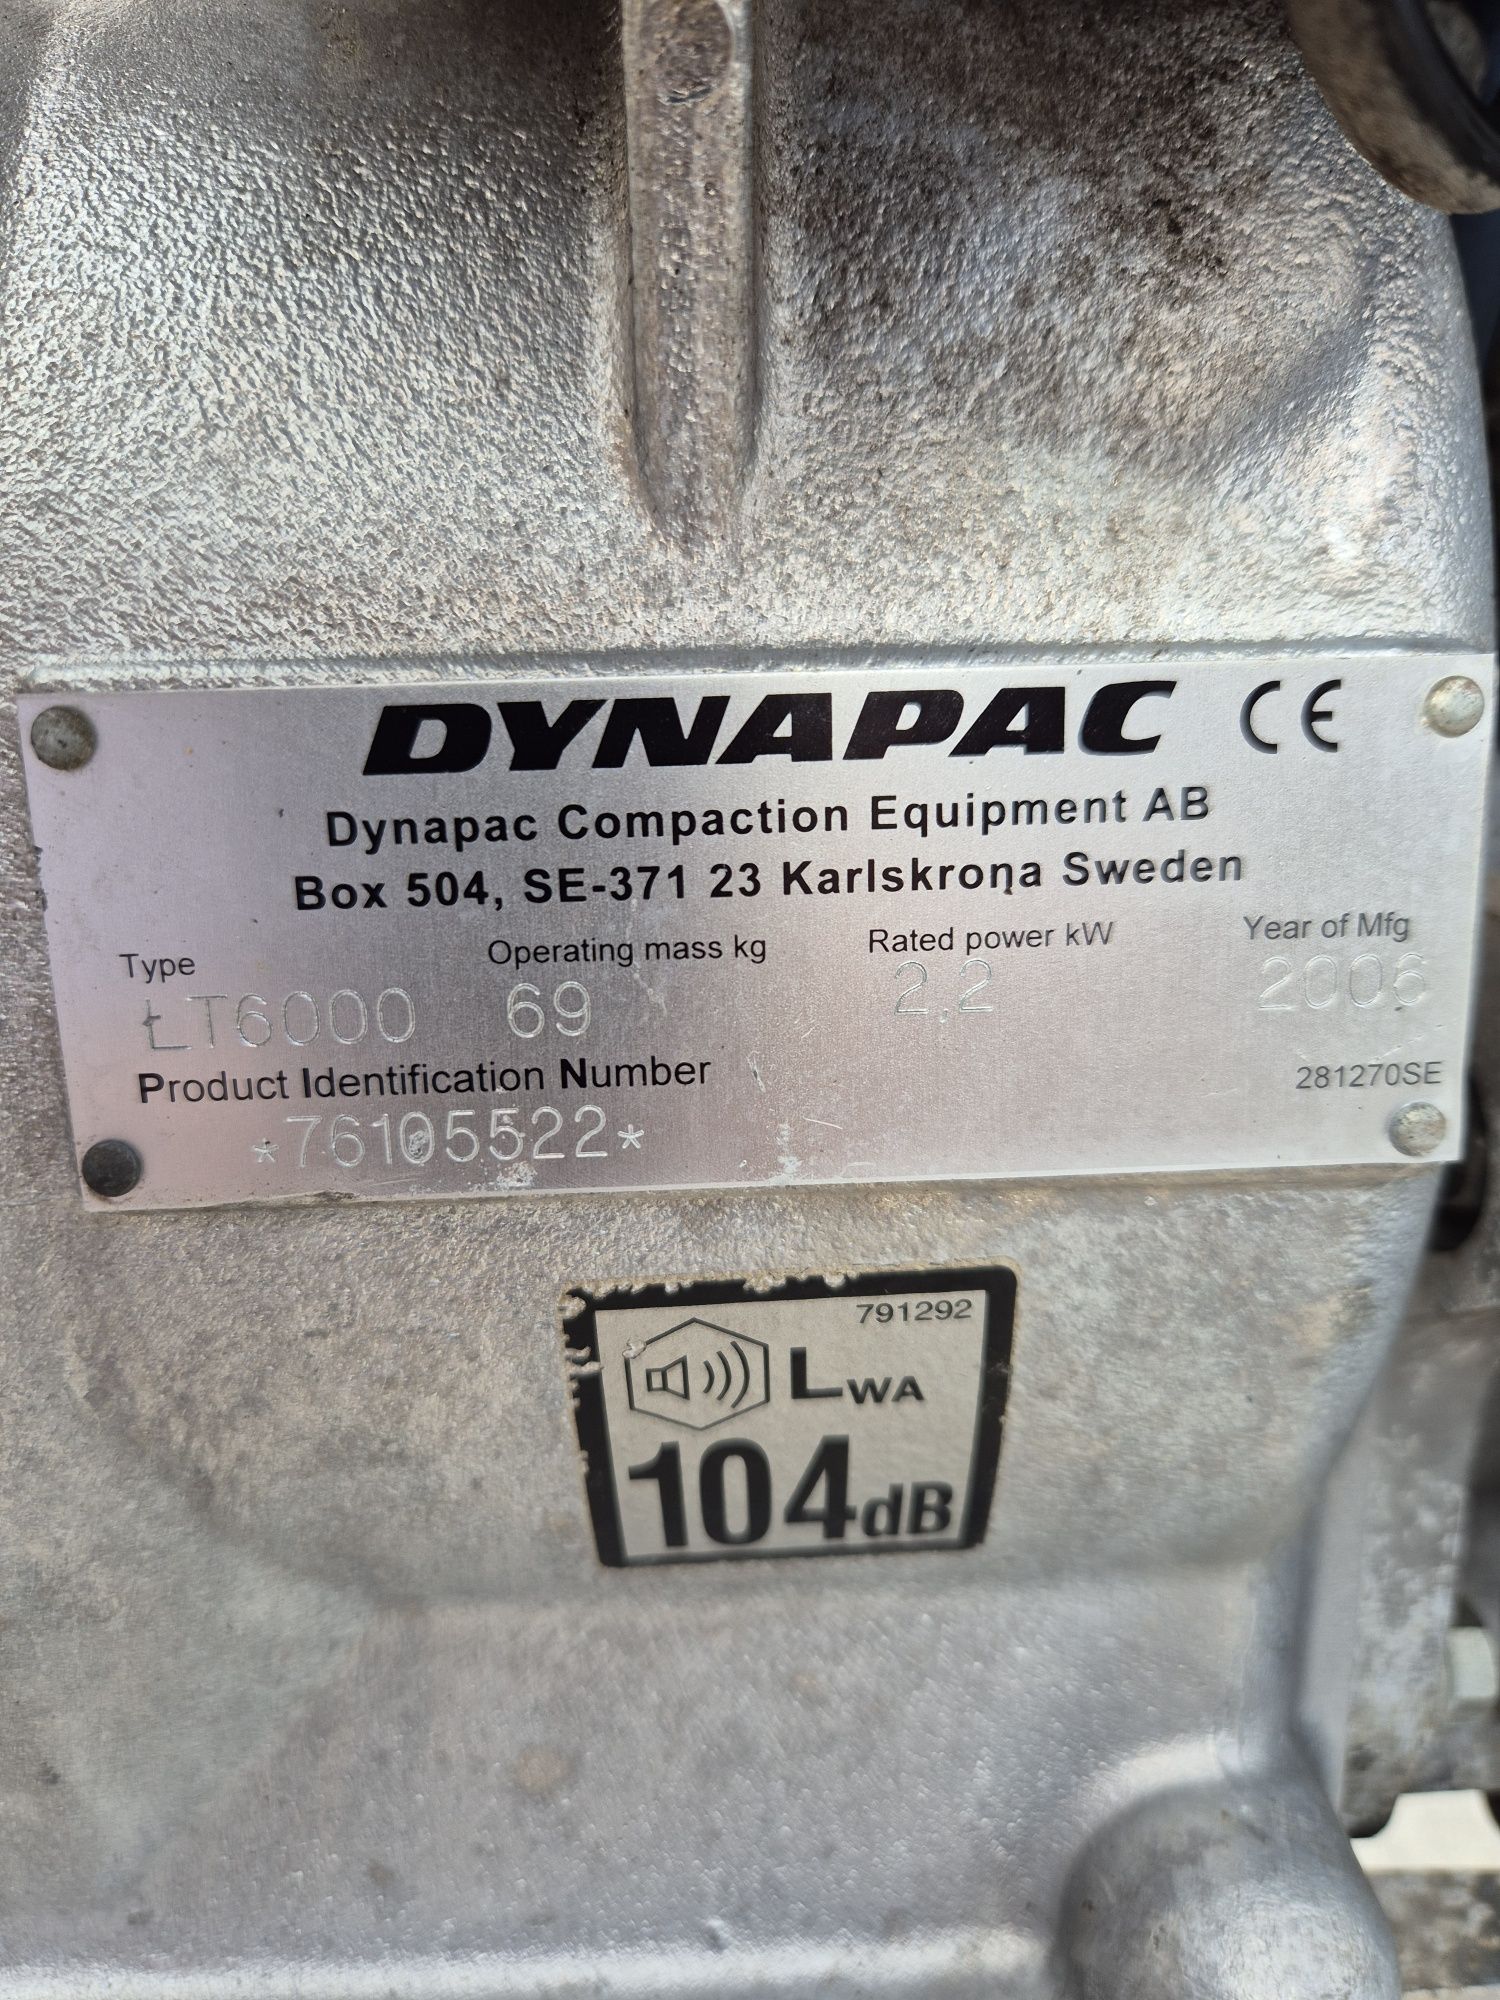 DYNAPAC CE
Dynapac Compaction Equipment AB
Box 504, SE-371 23 Karlskrona Sweden
Type Operating mass kg Rated power kW Year of Mfg
LT6000 69 2,2 2006
Product Identification Number 281270SE
*76105522*
791292
LWA
104dB